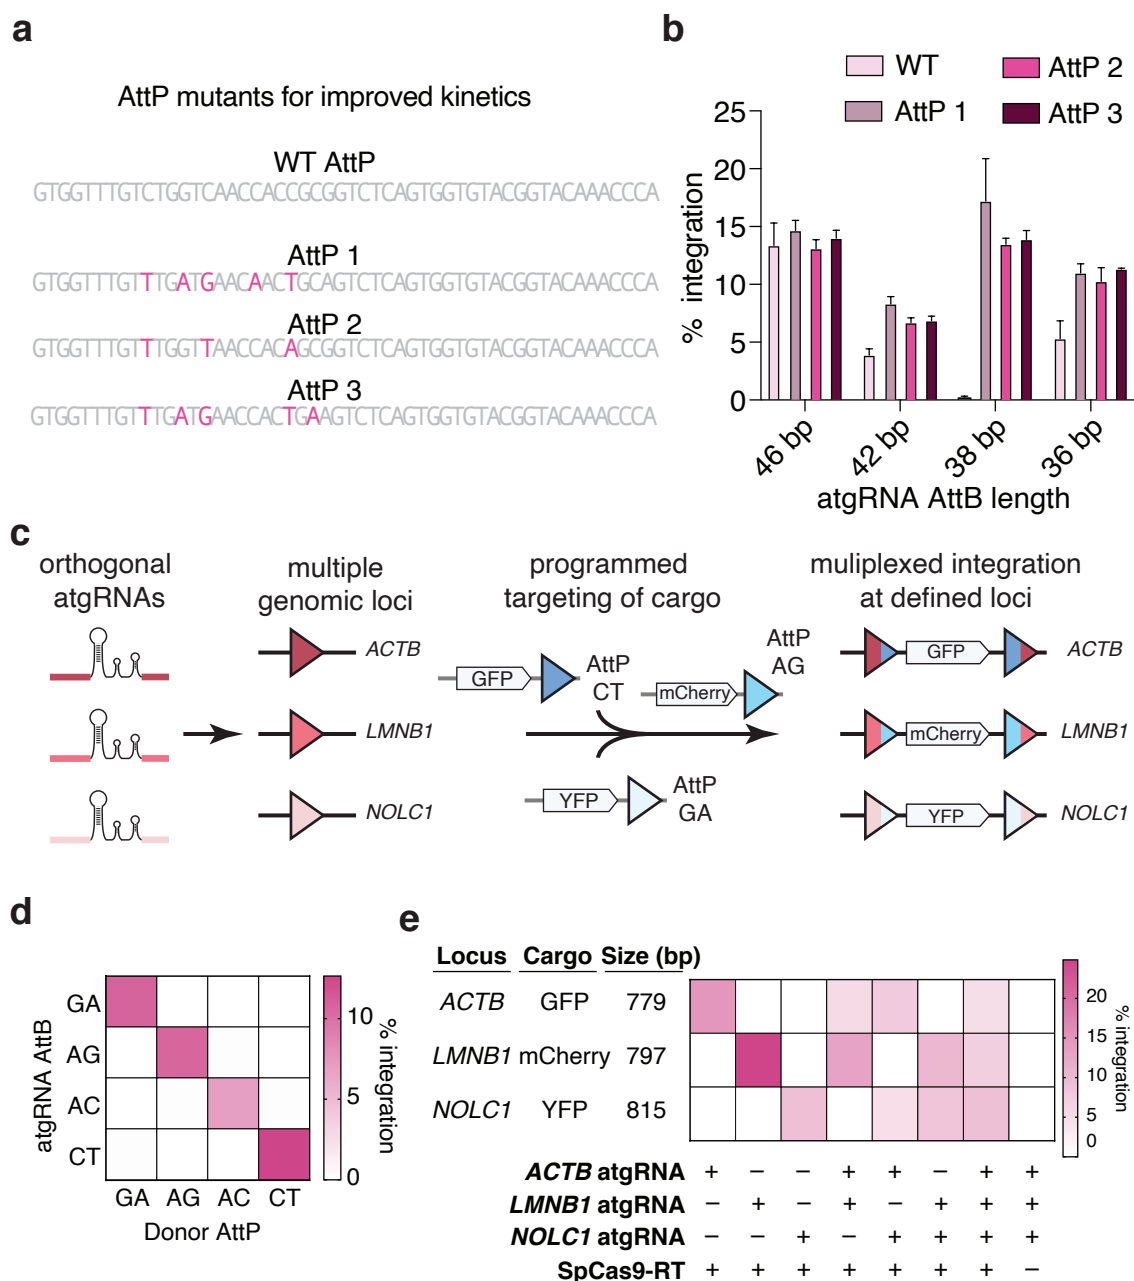 a
AttP mutants for improved kinetics
WT AttP
GTGGTTTGTCTGGTCAACCACCGCGGTCTCAGTGGTGTACGGTACAAACCCA
AttP 1
GTGGTTTGTTTGATGAACAACTGCAGTCTCAGTGGTGTACGGTACAAACCCA
AttP 2
GTGGTTTGTTTGGTTAACCACAGCGGTCTCAGTGGTGTACGGTACAAACCCA
AttP 3
GTGGTTTGTTTGATGAACCACTGAAGTCTCAGTGGTGTACGGTACAAACCCA
b
WT
AttP 2
AttP 1
AttP 3
% integration
25
20
15
10
5
0
46 bp
42 bp
38 bp
36 bp
atgRNA AttB length
c
orthogonal
atgRNAs
multiple
genomic loci
programmed
targeting of cargo
muliplexed integration
at defined loci
ACTB
LMNB1
NOLC1
GFP
AttP
CT
mCherry
AttP
AG
YFP
AttP
GA
GFP
ACTB
mCherry
LMNB1
YFP
NOLC1
d
atgRNA AttB
GA
AG
AC
CT
GA AG AC CT
Donor AttP
10
5
0
% integration
e
Locus Cargo Size (bp)
ACTB GFP 779
LMNB1 mCherry 797
NOLC1 YFP 815
20
15
10
5
0
% integration
ACTB atgRNA + − − + + − + +
LMNB1 atgRNA − + − + − + + +
NOLC1 atgRNA − − + − + + + +
SpCas9-RT + + + + + + + −